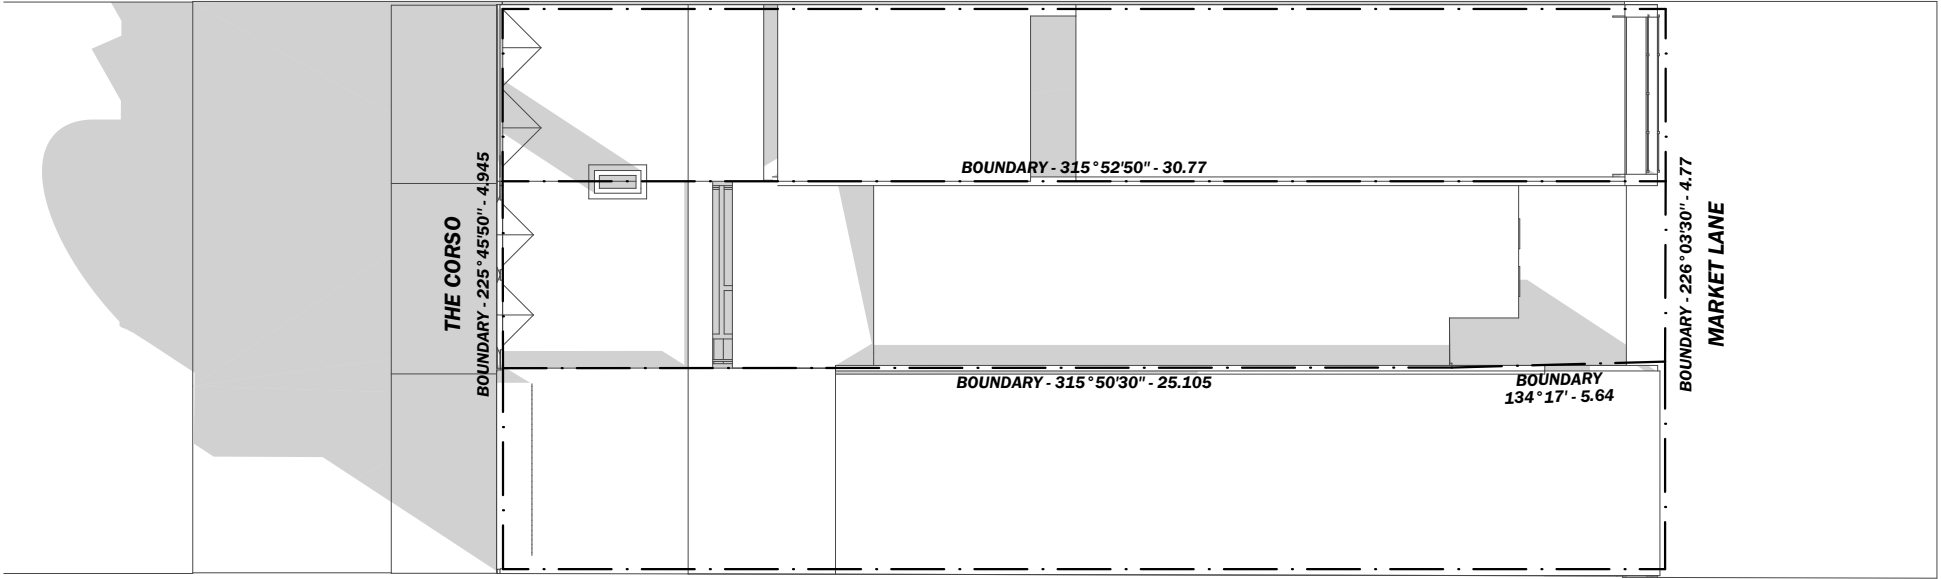 THE CORSO
BOUNDARY - 225°45'50" - 4.945
BOUNDARY - 315°52'50" - 30.77
BOUNDARY - 315°50'30" - 25.105
BOUNDARY
134°17' - 5.64
BOUNDARY - 226°03'30" - 4.77
MARKET LANE